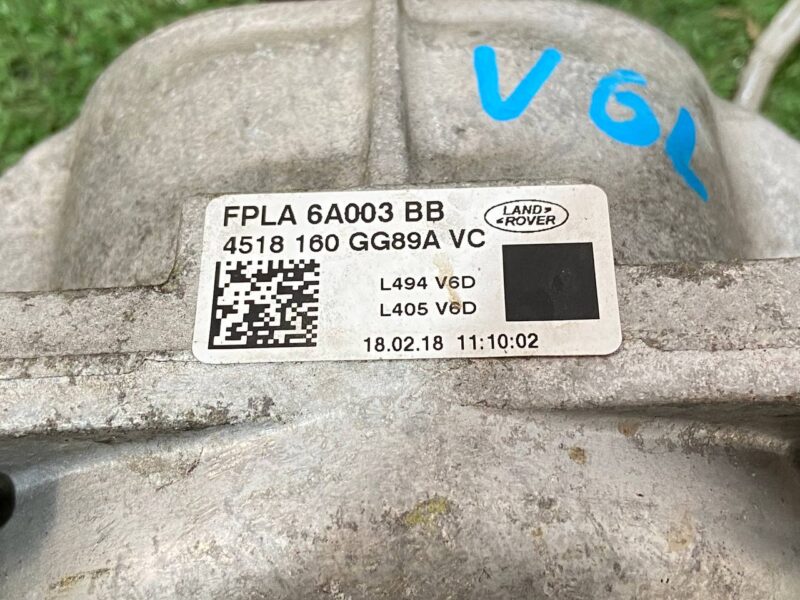 V6L
FPLA 6A003 BB
LAND
ROVER
4518 160 GG89A VC
L494 V6D
L405 V6D
18.02.18 11:10:02